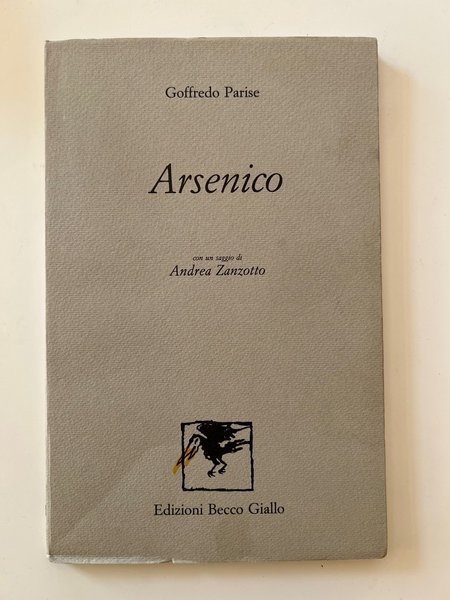 Goffredo Parise
Arsenico
con un saggio di
Andrea Zanzotto
Edizioni Becco Giallo